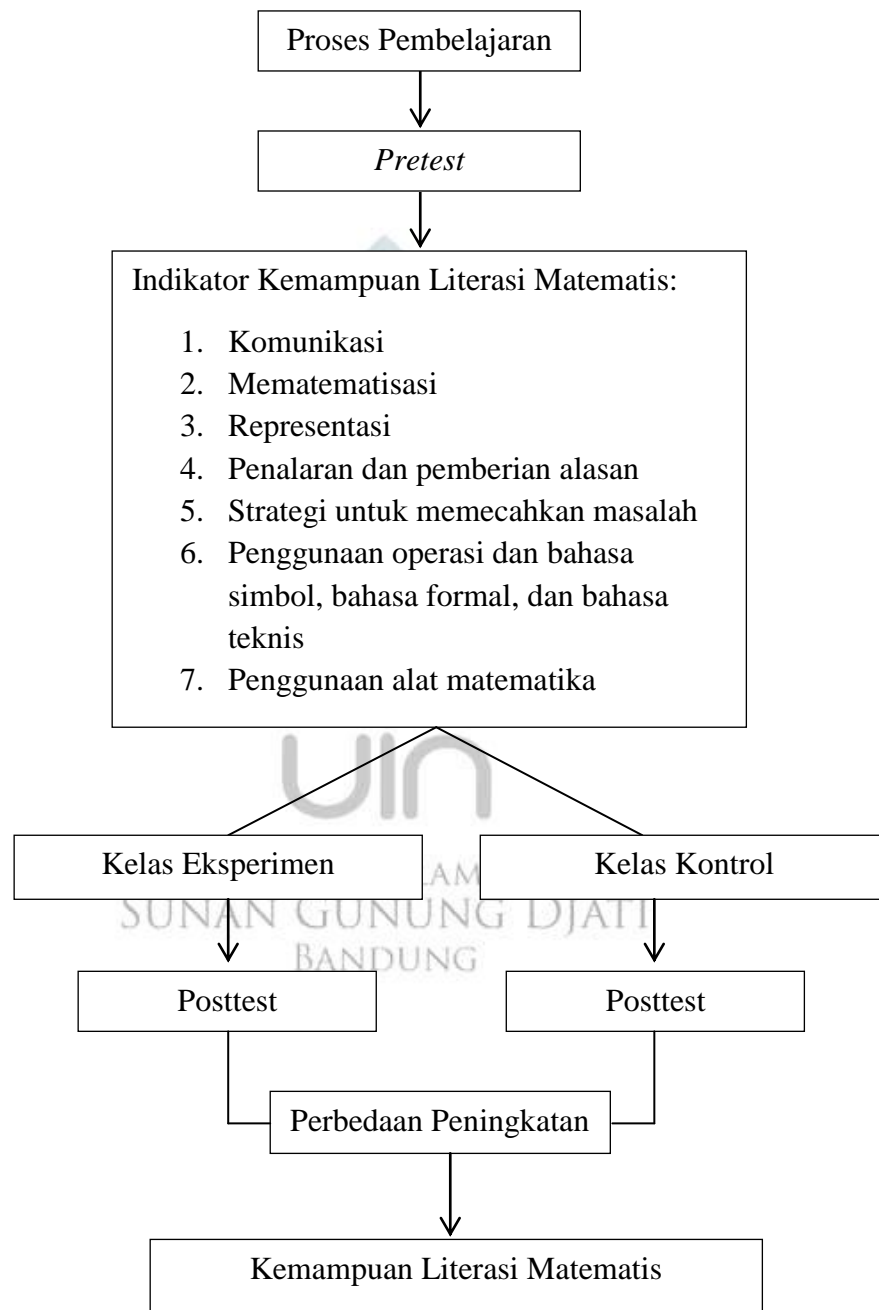 Proses Pembelajaran
Pretest
Indikator Kemampuan Literasi Matematis:
1. Komunikasi
2. Mematematisasi
3. Representasi
4. Penalaran dan pemberian alasan
5. Strategi untuk memecahkan masalah
6. Penggunaan operasi dan bahasa
simbol, bahasa formal, dan bahasa
teknis
7. Penggunaan alat matematika
uin
Kelas Eksperimen
Kelas Kontrol
SUNAN GUNUNG DJATI
BANDUNG
Posttest
Posttest
Perbedaan Peningkatan
Kemampuan Literasi Matematis